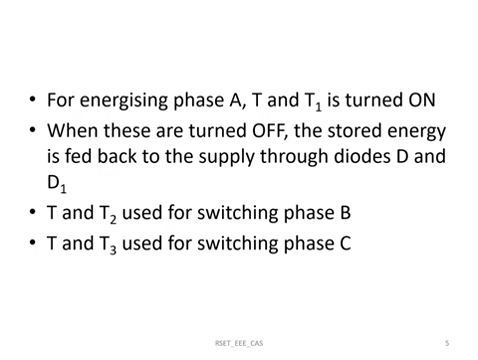 • For energising phase A, T and T₁ is turned ON
• When these are turned OFF, the stored energy
is fed back to the supply through diodes D and
D₁
• T and T₂ used for switching phase B
• T and T₃ used for switching phase C
RSET_EEE_CAS
5